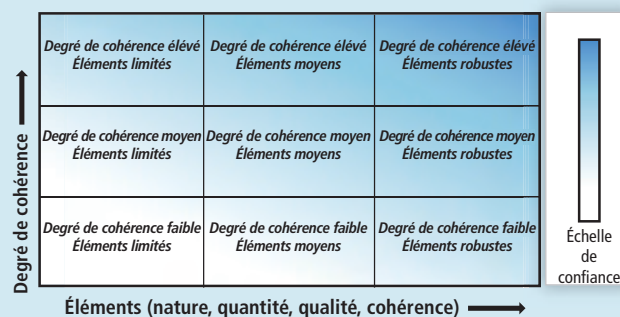 Degré de cohérence
Degré de cohérence élevé
Éléments limités
Degré de cohérence élevé
Éléments moyens
Degré de cohérence élevé
Éléments robustes
Degré de cohérence moyen
Éléments limités
Degré de cohérence moyen
Éléments moyens
Degré de cohérence moyen
Éléments robustes
Degré de cohérence faible
Éléments limités
Degré de cohérence faible
Éléments moyens
Degré de cohérence faible
Éléments robustes
Éléments (nature, quantité, qualité, cohérence)
Échelle
de
confiance